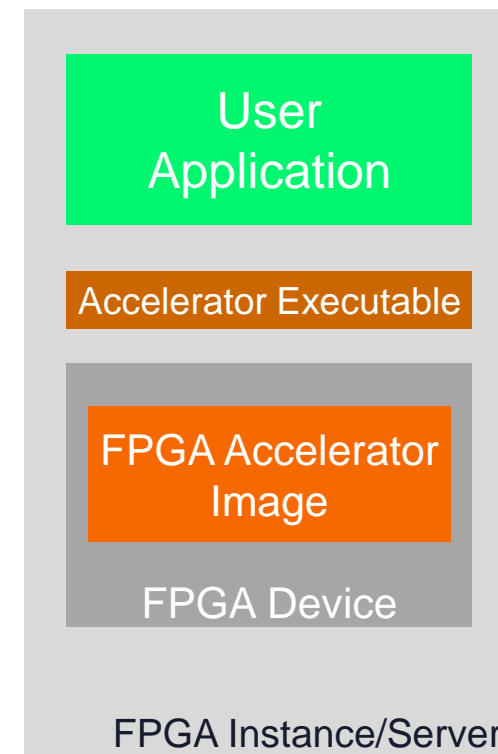 User
Application
Accelerator Executable
FPGA Accelerator
Image
FPGA Device
FPGA Instance/Server